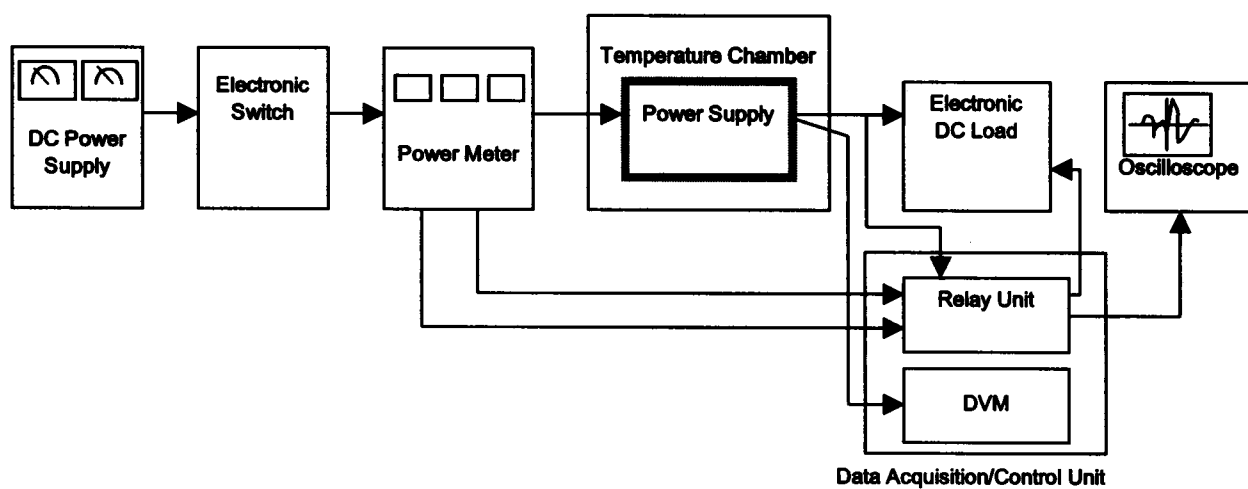 DC Power
Supply
Electronic
Switch
Power Meter
Temperature Chamber
Power Supply
Electronic
DC Load
Oscilloscope
Relay Unit
DVM
Data Acquisition/Control Unit